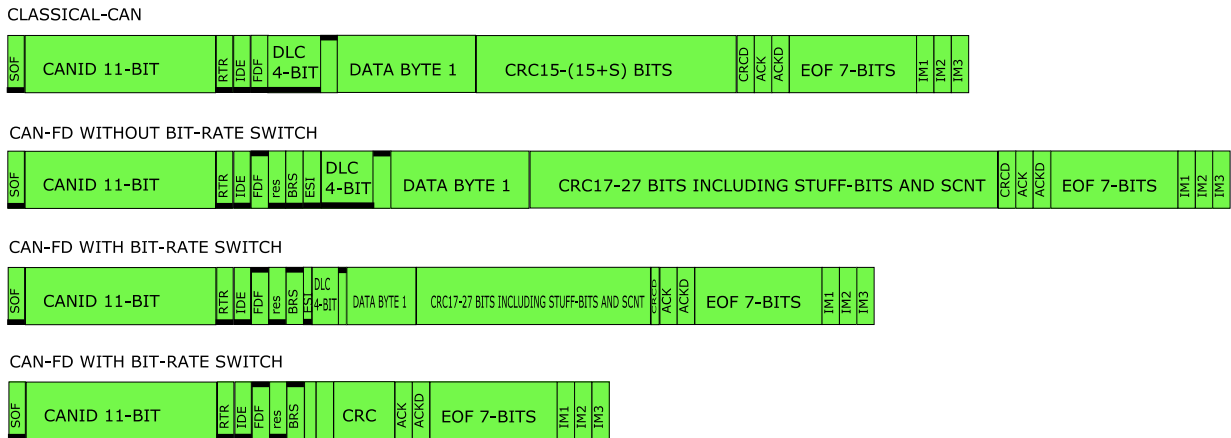 CLASSICAL-CAN
SOF CANID 11-BIT RTR IDE FDF DLC 4-BIT DATA BYTE 1 CRC15-(15+S) BITS CRCD ACK ACKD EOF 7-BITS IM1 IM2 IM3
CAN-FD WITHOUT BIT-RATE SWITCH
SOF CANID 11-BIT RTR IDE FDF res BRS ESI DLC 4-BIT DATA BYTE 1 CRC17-27 BITS INCLUDING STUFF-BITS AND SCNT CRCD ACK ACKD EOF 7-BITS IM1 IM2 IM3
CAN-FD WITH BIT-RATE SWITCH
SOF CANID 11-BIT RTR IDE FDF res BRS ESI DLC 4-BIT DATA BYTE 1 CRC17-27 BITS INCLUDING STUFF-BITS AND SCNT CRCD ACK ACKD EOF 7-BITS IM1 IM2 IM3
CAN-FD WITH BIT-RATE SWITCH
SOF CANID 11-BIT RTR IDE FDF res BRS CRC ACK ACKD EOF 7-BITS IM1 IM2 IM3